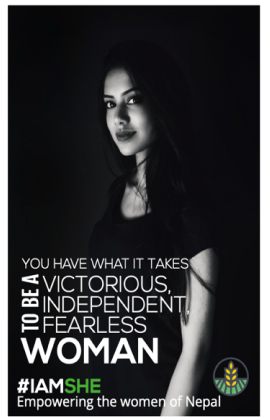 YOU HAVE WHAT IT TAKES
TO BE A
VICTORIOUS,
INDEPENDENT,
FEARLESS
WOMAN
#IAMSHE
Empowering the women of Nepal